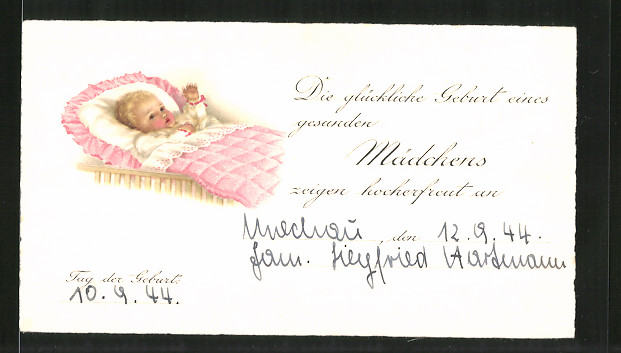 Die glückliche Geburt eines
gesunden
Mädchens
zeigen hocherfreut an
, den 12.9.44.
Fam. Siegfried Hartmann
Tag der Geburt:
10.9.44.